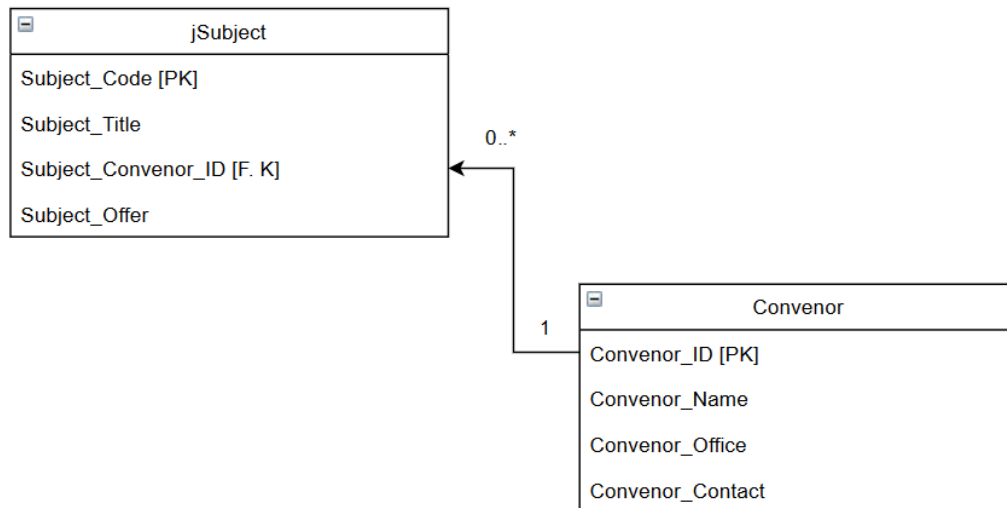 jSubject
Subject_Code [PK]
Subject_Title
Subject_Convenor_ID [F. K]
Subject_Offer
0..*
1
Convenor
Convenor_ID [PK]
Convenor_Name
Convenor_Office
Convenor_Contact